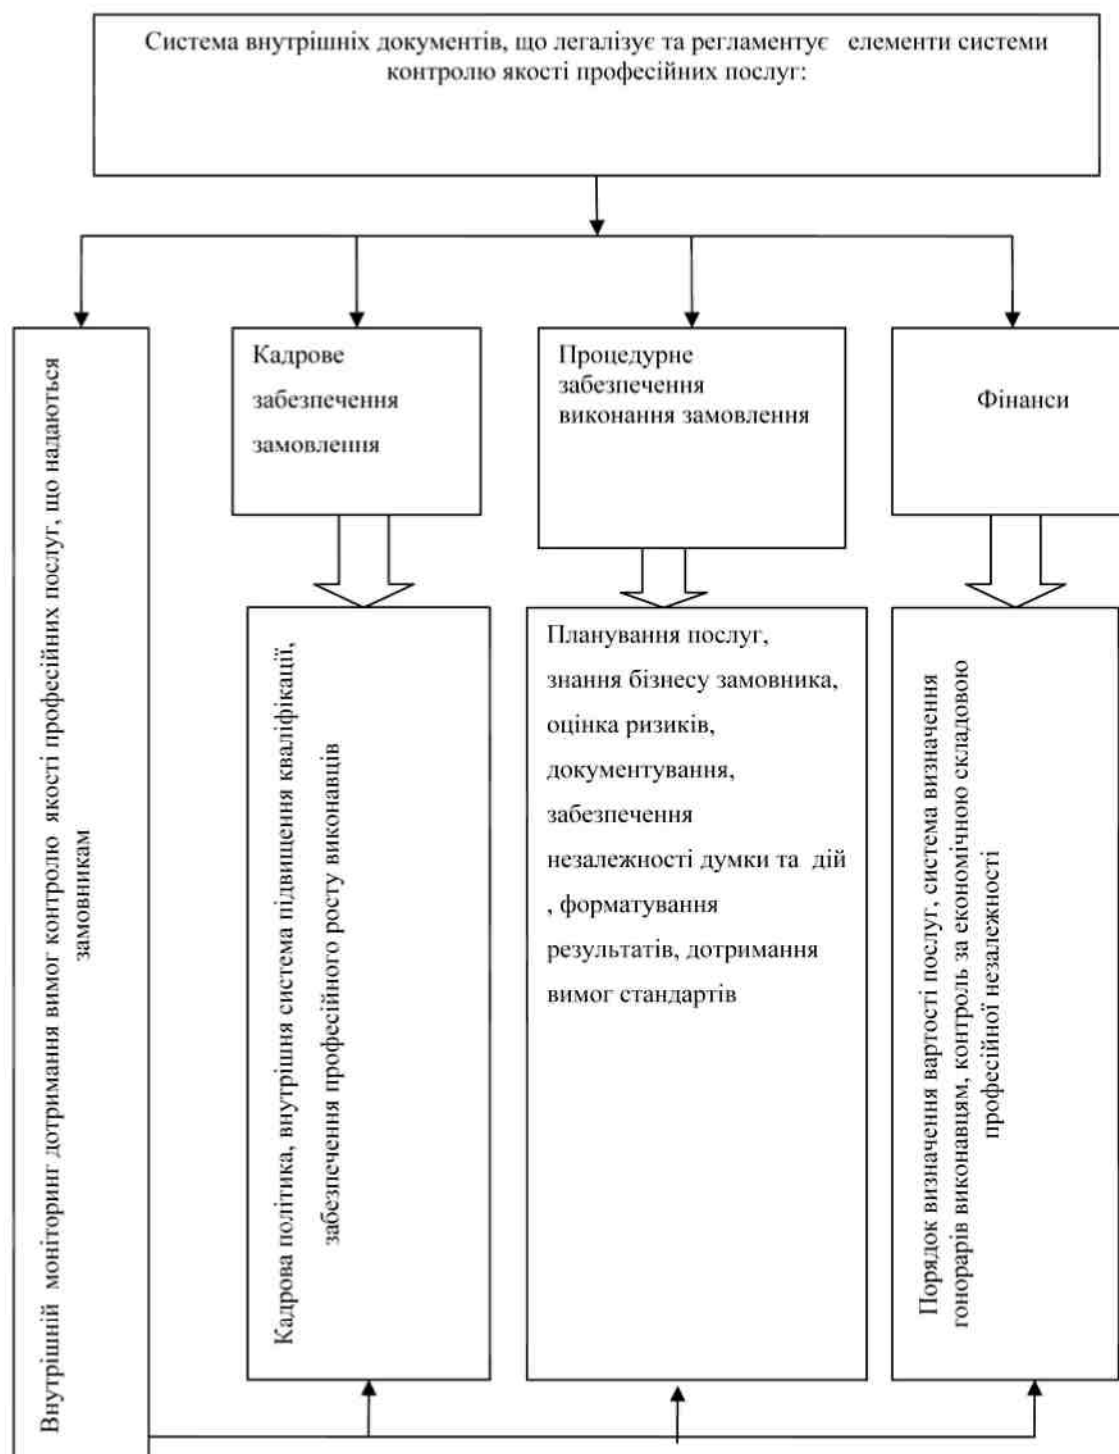 Система внутрішніх документів, що легалізує та регламентує елементи системи
контролю якості професійних послуг:
Внутрішній моніторинг дотримання вимог контролю якості професійних послуг, що надаються
замовникам
Кадрове
забезпечення
замовлення
Процедурне
забезпечення
виконання замовлення
Фінанси
Кадрова політика, внутрішня система підвищення кваліфікації,
забезпечення професійного росту виконавців
Планування послуг,
знання бізнесу замовника,
оцінка ризиків,
документування,
забезпечення
незалежності думки та дій
, форматування
результатів, дотримання
вимог стандартів
Порядок визначення вартості послуг, система визначення
гонорарів виконавцям, контроль за економічною складовою
професійної незалежності